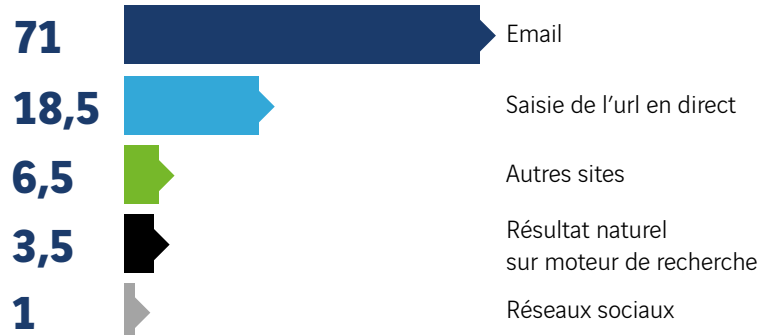 71 Email
18,5 Saisie de l'url en direct
6,5 Autres sites
3,5 Résultat naturel
sur moteur de recherche
1 Réseaux sociaux